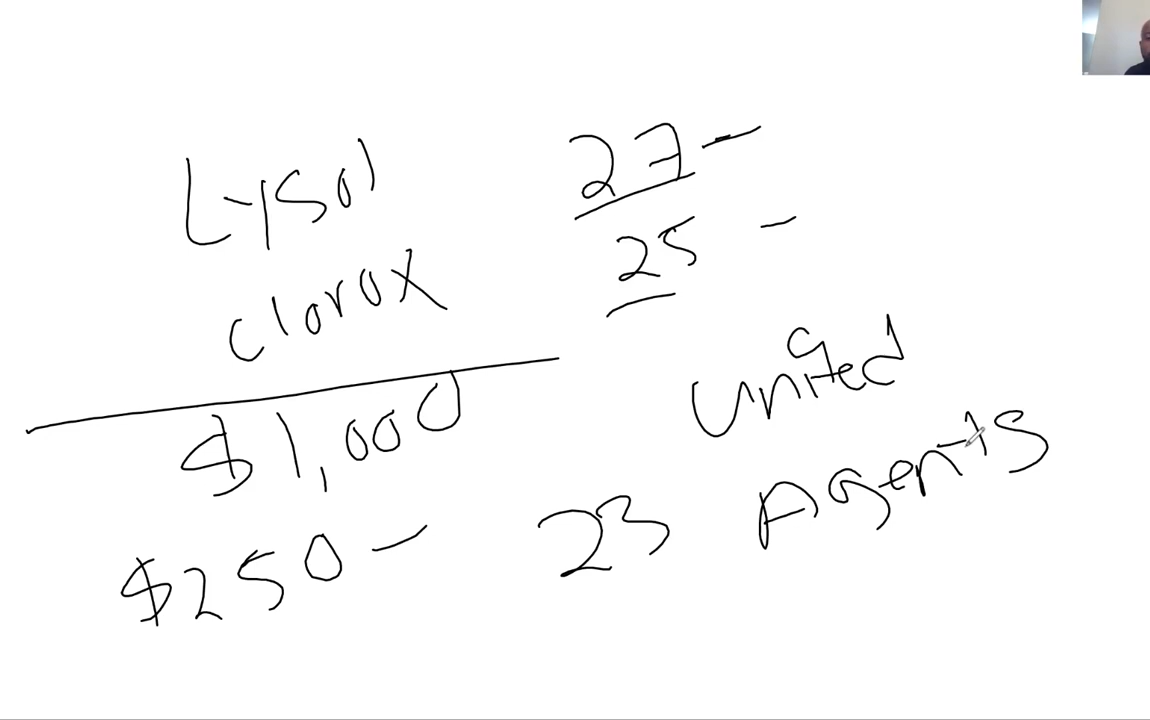 Lysol 27 -
Clorox 25 -
$1,000 United
$250 - 23 Agents